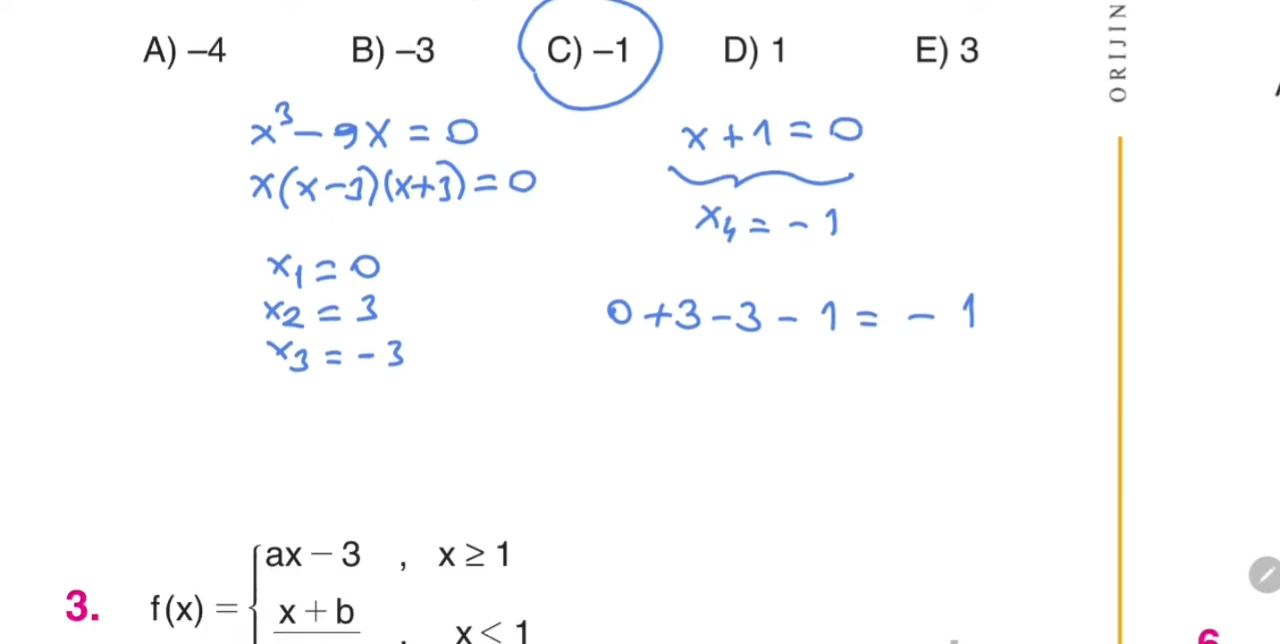 A) –4 B) –3 C) –1 D) 1 E) 3
x³ – 9x = 0
x(x–3)(x+3) = 0
x₁ = 0
x₂ = 3
x₃ = –3
x + 1 = 0
x₄ = –1
0 + 3 – 3 – 1 = –1
3. f(x) = { ax – 3 , x ≥ 1
x + b , x < 1
ORIJIN
6